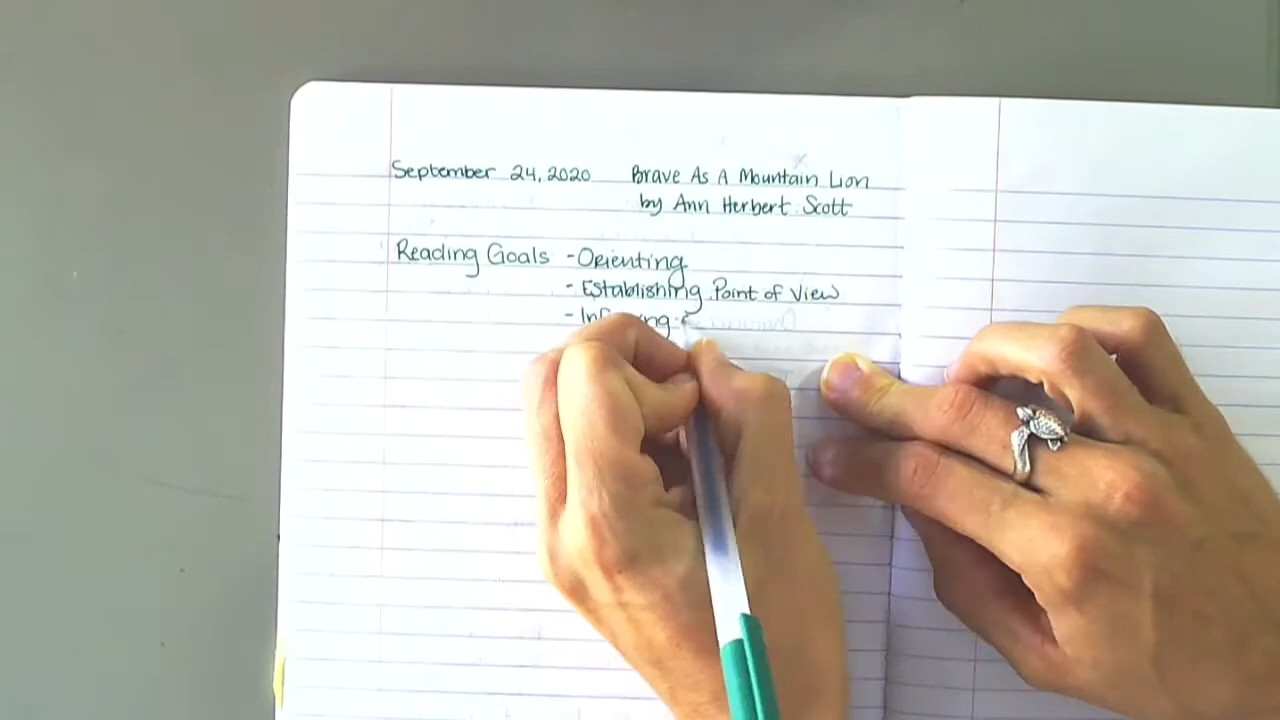 September 24, 2020 Brave As A Mountain Lion
by Ann Herbert Scott
Reading Goals - Orienting
- Establishing Point of View